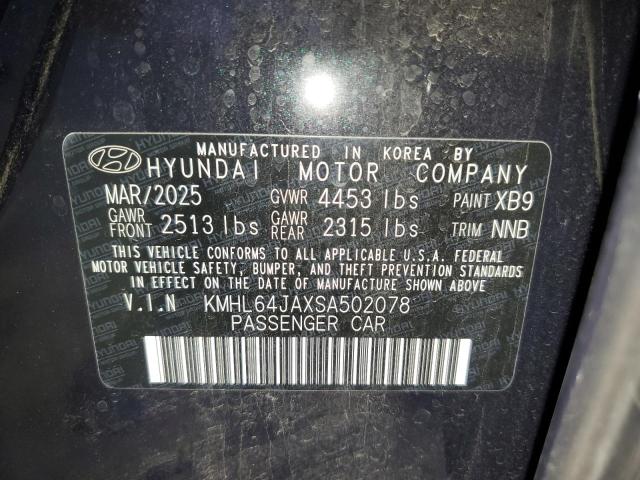 MANUFACTURED IN KOREA BY
HYUNDAI MOTOR COMPANY
MAR/2025 GVWR 4453 lbs PAINT XB9
GAWR FRONT 2513 lbs GAWR REAR 2315 lbs TRIM NNB
THIS VEHICLE CONFORMS TO ALL APPLICABLE U.S.A. FEDERAL
MOTOR VEHICLE SAFETY, BUMPER, AND THEFT PREVENTION STANDARDS
IN EFFECT ON THE DATE OF MANUFACTURE SHOWN ABOVE
V.I.N KMHL64JAXSA502078
PASSENGER CAR